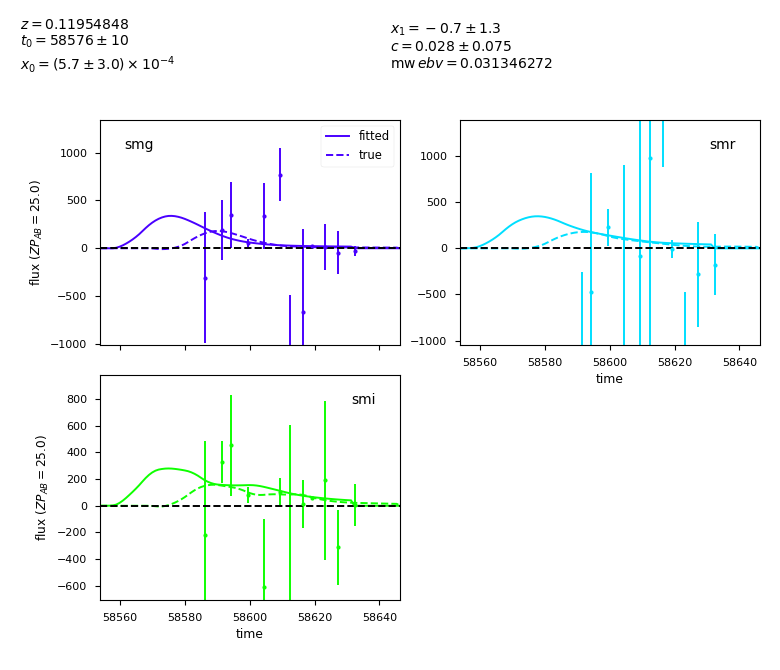 z = 0.11954848
t₀ = 58576 ± 10
x₀ = (5.7 ± 3.0) × 10⁻⁴
x₁ = −0.7 ± 1.3
c = 0.028 ± 0.075
mw ebv = 0.031346272
smg
fitted
true
1000
500
0
−500
−1000
flux (ZP_AB = 25.0)
smr
1000
500
0
−500
−1000
58560 58580 58600 58620 58640
time
smi
800
600
400
200
0
−200
−400
−600
flux (ZP_AB = 25.0)
58560 58580 58600 58620 58640
time